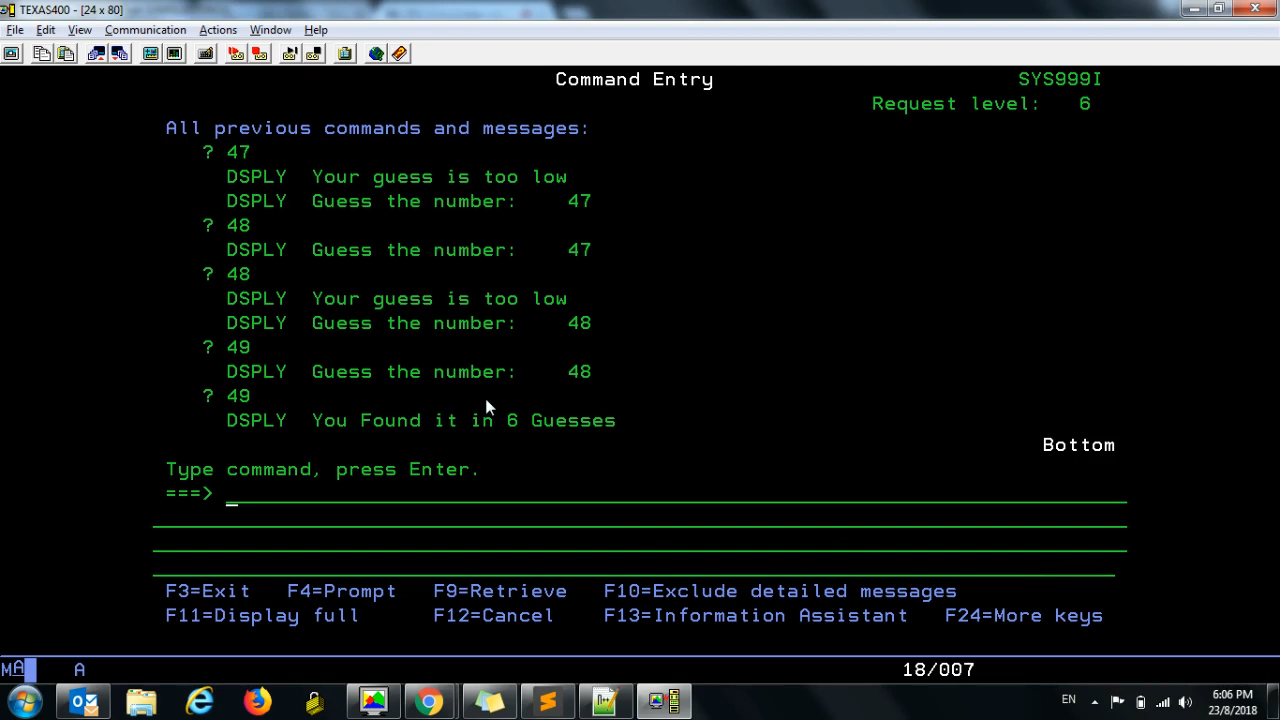 TEXAS400 - [24 x 80]
File Edit View Communication Actions Window Help
Command Entry SYS999I
Request level: 6
All previous commands and messages:
? 47
DSPLY Your guess is too low
DSPLY Guess the number: 47
? 48
DSPLY Guess the number: 47
? 48
DSPLY Your guess is too low
DSPLY Guess the number: 48
? 49
DSPLY Guess the number: 48
? 49
DSPLY You Found it in 6 Guesses
Bottom
Type command, press Enter.
===>
F3=Exit F4=Prompt F9=Retrieve F10=Exclude detailed messages
F11=Display full F12=Cancel F13=Information Assistant F24=More keys
MA A 18/007
EN 6:06 PM
23/8/2018